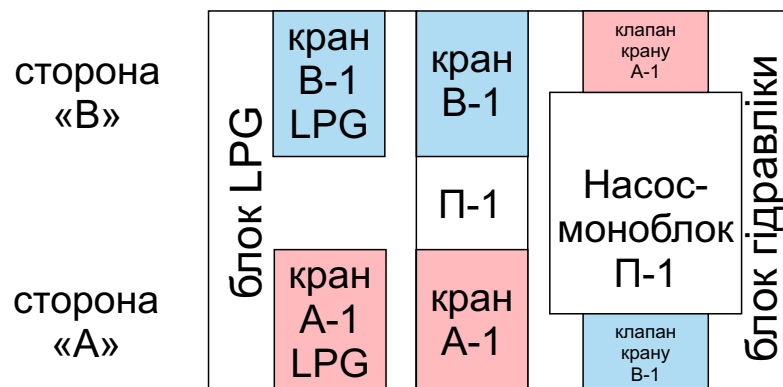 сторона
«В»
блок LPG
кран
В-1
LPG
кран
В-1
клапан
крану
А-1
П-1
Насос-
моноблок
П-1
блок гідравліки
сторона
«А»
кран
А-1
LPG
кран
А-1
клапан
крану
В-1